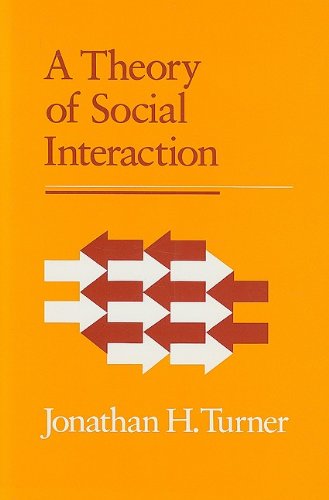 A Theory
of Social
Interaction
Jonathan H. Turner